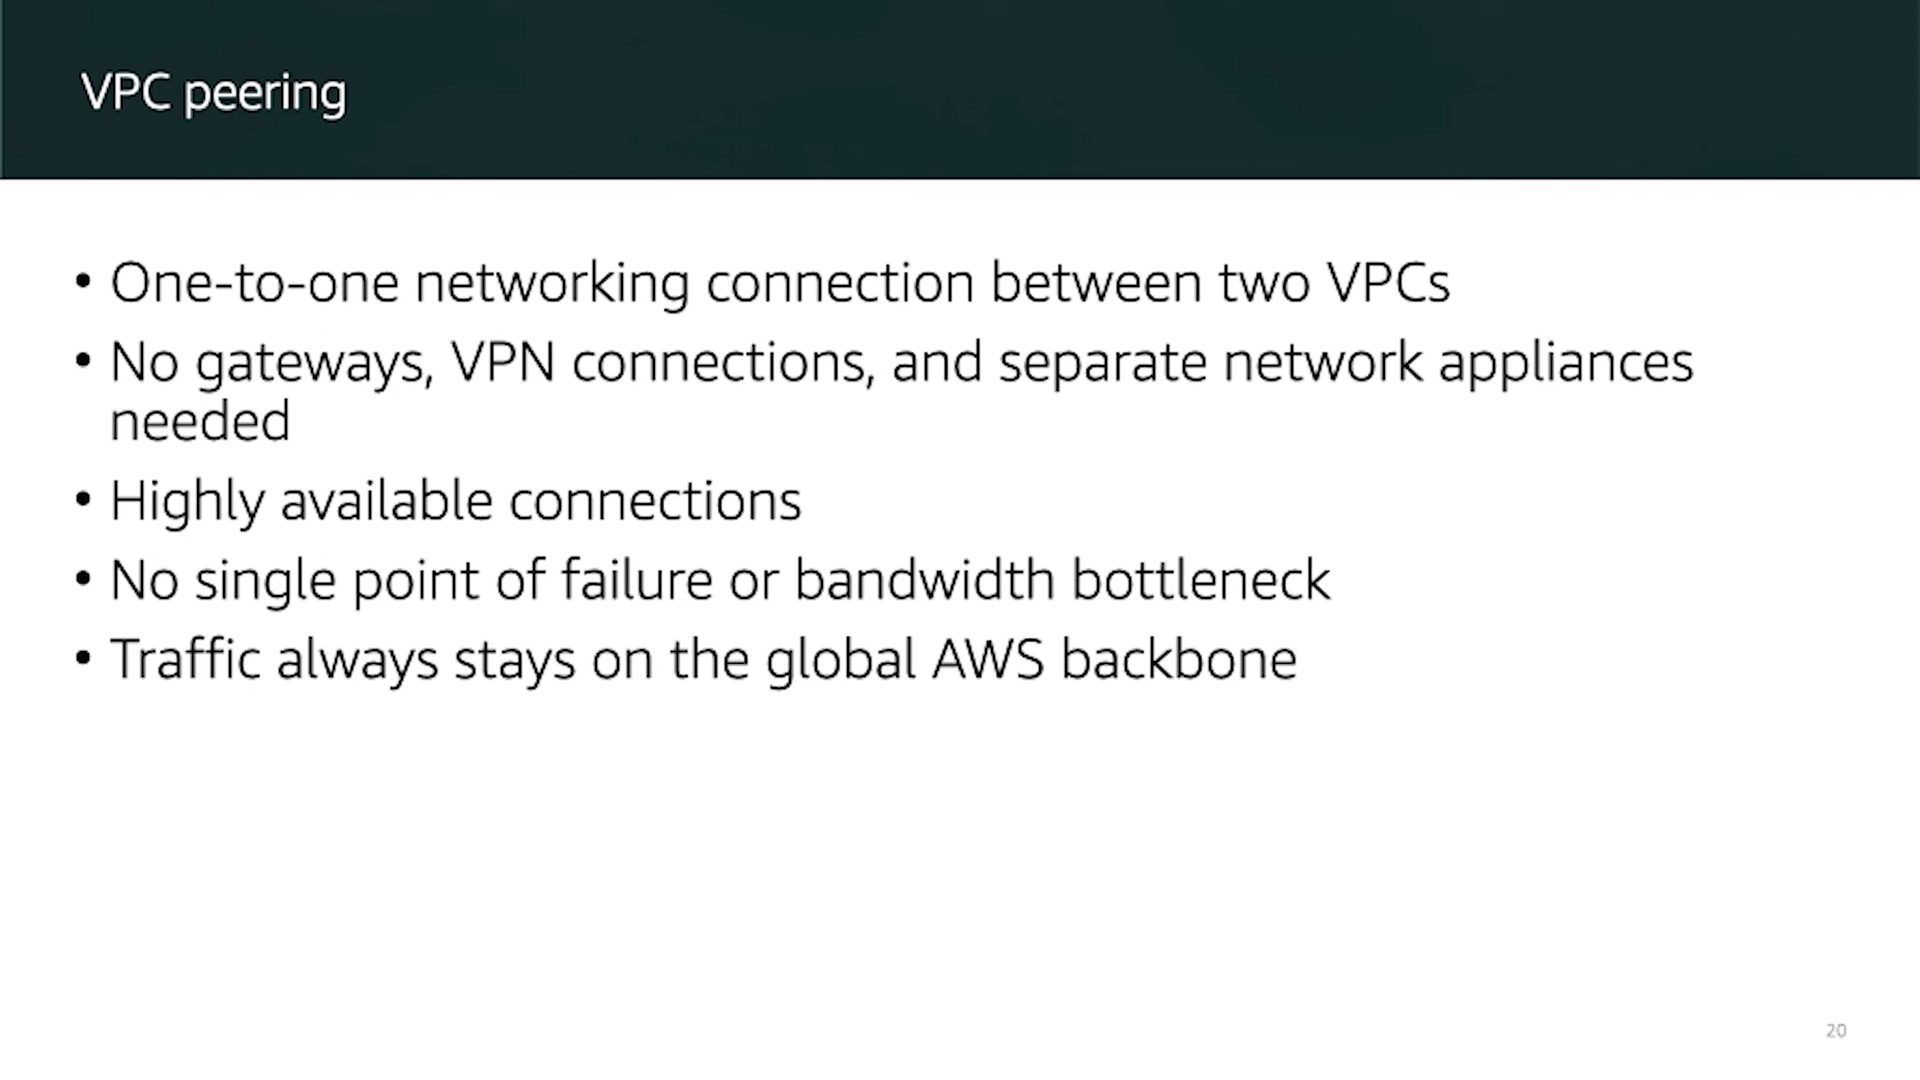 VPC peering
• One-to-one networking connection between two VPCs
• No gateways, VPN connections, and separate network appliances
needed
• Highly available connections
• No single point of failure or bandwidth bottleneck
• Traffic always stays on the global AWS backbone
20